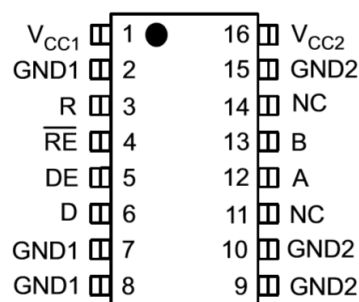 VCC1 1 16 VCC2
GND1 2 15 GND2
R 3 14 NC
R̅E̅ 4 13 B
DE 5 12 A
D 6 11 NC
GND1 7 10 GND2
GND1 8 9 GND2